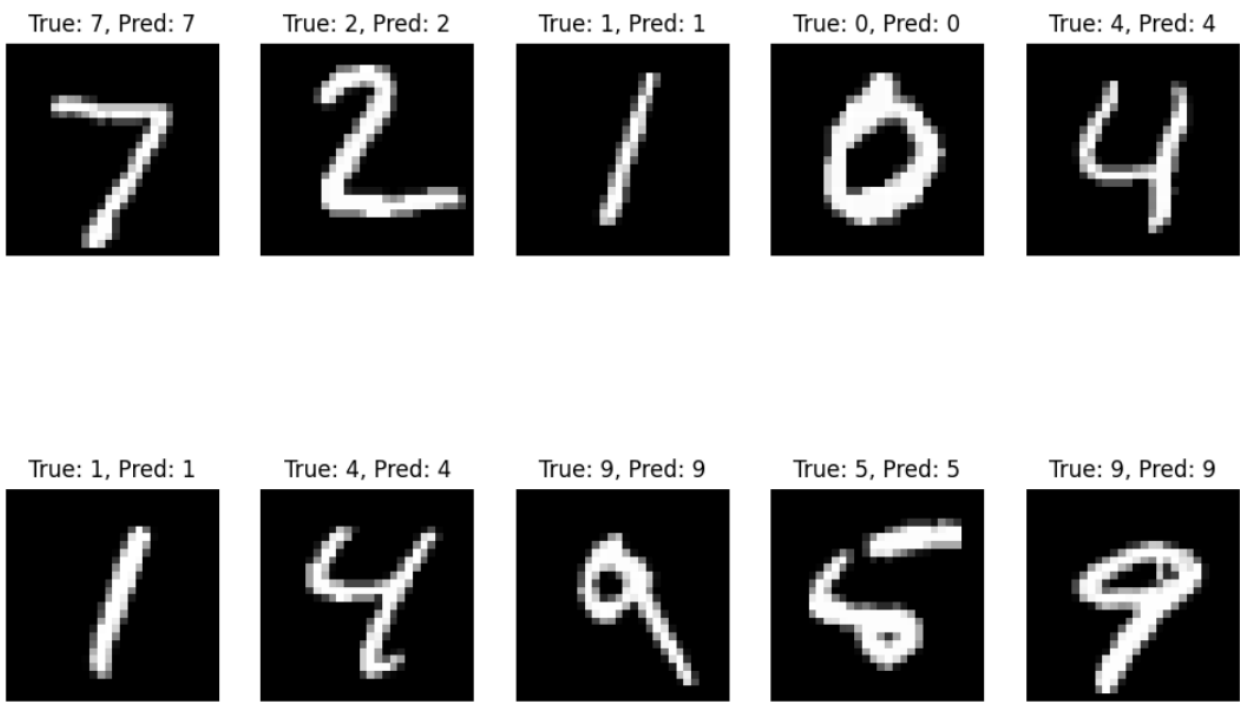 True: 7, Pred: 7
True: 2, Pred: 2
True: 1, Pred: 1
True: 0, Pred: 0
True: 4, Pred: 4
7
2
1
0
4
True: 1, Pred: 1
True: 4, Pred: 4
True: 9, Pred: 9
True: 5, Pred: 5
True: 9, Pred: 9
1
4
9
5
9